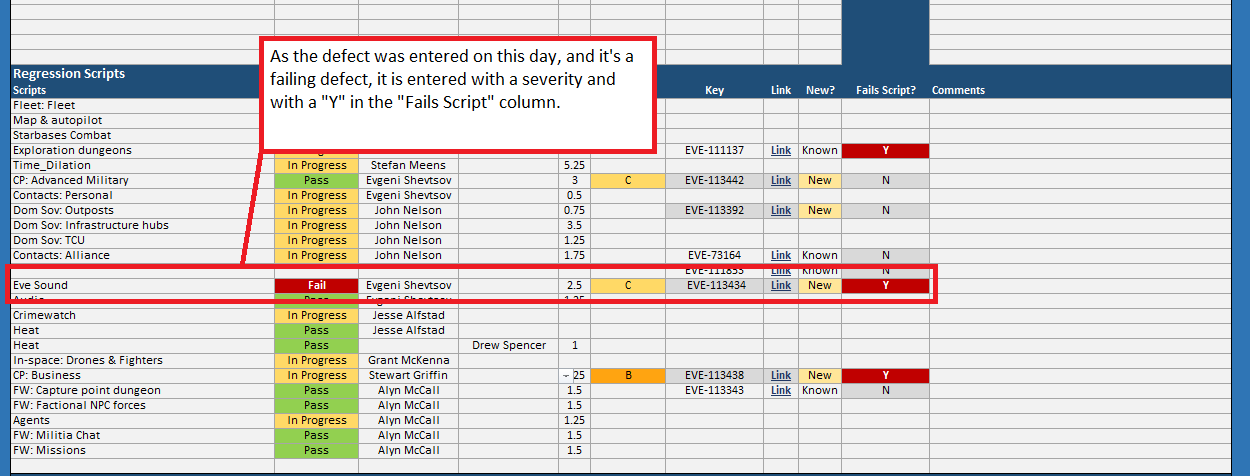 As the defect was entered on this day, and it's a
failing defect, it is entered with a severity and
with a "Y" in the "Fails Script" column.
Regression Scripts
Scripts Key Link New? Fails Script? Comments
Fleet: Fleet
Map & autopilot
Starbases Combat
Exploration dungeons EVE-111137 Link Known Y
Time_Dilation In Progress Stefan Meens 5.25
CP: Advanced Military Pass Evgeni Shevtsov 3 C EVE-113442 Link New N
Contacts: Personal In Progress Evgeni Shevtsov 0.5
Dom Sov: Outposts In Progress John Nelson 0.75 EVE-113392 Link New N
Dom Sov: Infrastructure hubs In Progress John Nelson 3.5
Dom Sov: TCU In Progress John Nelson 1.25
Contacts: Alliance In Progress John Nelson 1.75 EVE-73164 Link Known N
EVE-111853 Link Known N
Eve Sound Fail Evgeni Shevtsov 2.5 C EVE-113434 Link New Y
Audio Pass Evgeni Shevtsov 1.25
Crimewatch In Progress Jesse Alfstad
Heat Pass Jesse Alfstad
Heat Drew Spencer 1
In-space: Drones & Fighters In Progress Grant McKenna
CP: Business In Progress Stewart Griffin 25 B EVE-113438 Link New Y
FW: Capture point dungeon Pass Alyn McCall 1.5 EVE-113343 Link Known N
FW: Factional NPC forces Pass Alyn McCall 1.5
Agents In Progress Alyn McCall 1.25
FW: Militia Chat Pass Alyn McCall 1.5
FW: Missions Pass Alyn McCall 1.5